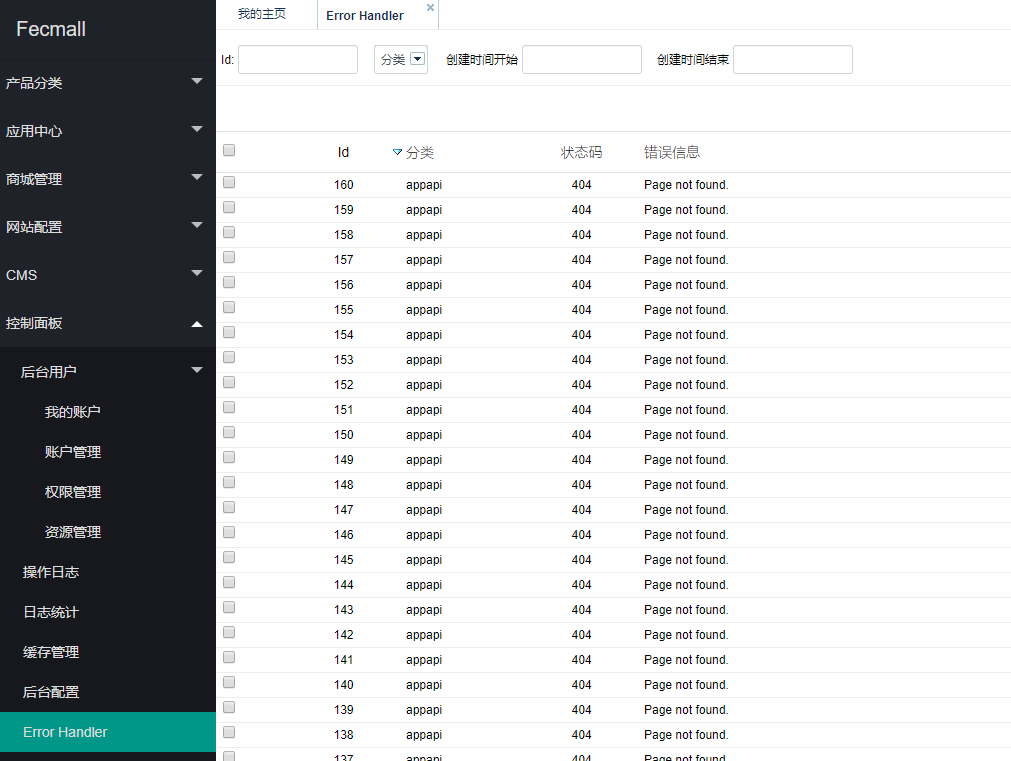 Fecmall
产品分类
应用中心
商城管理
网站配置
CMS
控制面板
后台用户
我的账户
账户管理
权限管理
资源管理
操作日志
日志统计
缓存管理
后台配置
Error Handler
我的主页 Error Handler
Id: 分类 创建时间开始 创建时间结束
Id 分类 状态码 错误信息
160 appapi 404 Page not found.
159 appapi 404 Page not found.
158 appapi 404 Page not found.
157 appapi 404 Page not found.
156 appapi 404 Page not found.
155 appapi 404 Page not found.
154 appapi 404 Page not found.
153 appapi 404 Page not found.
152 appapi 404 Page not found.
151 appapi 404 Page not found.
150 appapi 404 Page not found.
149 appapi 404 Page not found.
148 appapi 404 Page not found.
147 appapi 404 Page not found.
146 appapi 404 Page not found.
145 appapi 404 Page not found.
144 appapi 404 Page not found.
143 appapi 404 Page not found.
142 appapi 404 Page not found.
141 appapi 404 Page not found.
140 appapi 404 Page not found.
139 appapi 404 Page not found.
138 appapi 404 Page not found.
137 appapi 404 Page not found.